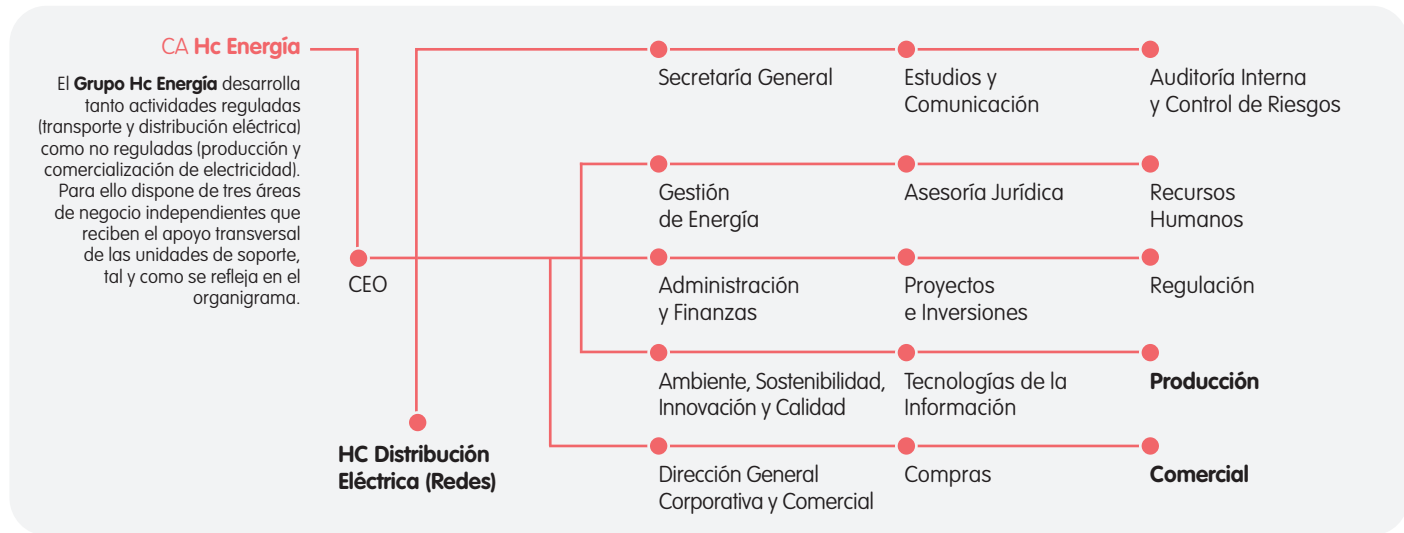 CA Hc Energía
El Grupo Hc Energía desarrolla
tanto actividades reguladas
(transporte y distribución eléctrica)
como no reguladas (producción y
comercialización de electricidad).
Para ello dispone de tres áreas
de negocio independientes que
reciben el apoyo transversal
de las unidades de soporte,
tal y como se refleja en el
organigrama.
CEO
HC Distribución
Eléctrica (Redes)
Secretaría General
Estudios y
Comunicación
Auditoría Interna
y Control de Riesgos
Gestión
de Energía
Asesoría Jurídica
Recursos
Humanos
Administración
y Finanzas
Proyectos
e Inversiones
Regulación
Ambiente, Sostenibilidad,
Innovación y Calidad
Tecnologías de la
Información
Producción
Dirección General
Corporativa y Comercial
Compras
Comercial